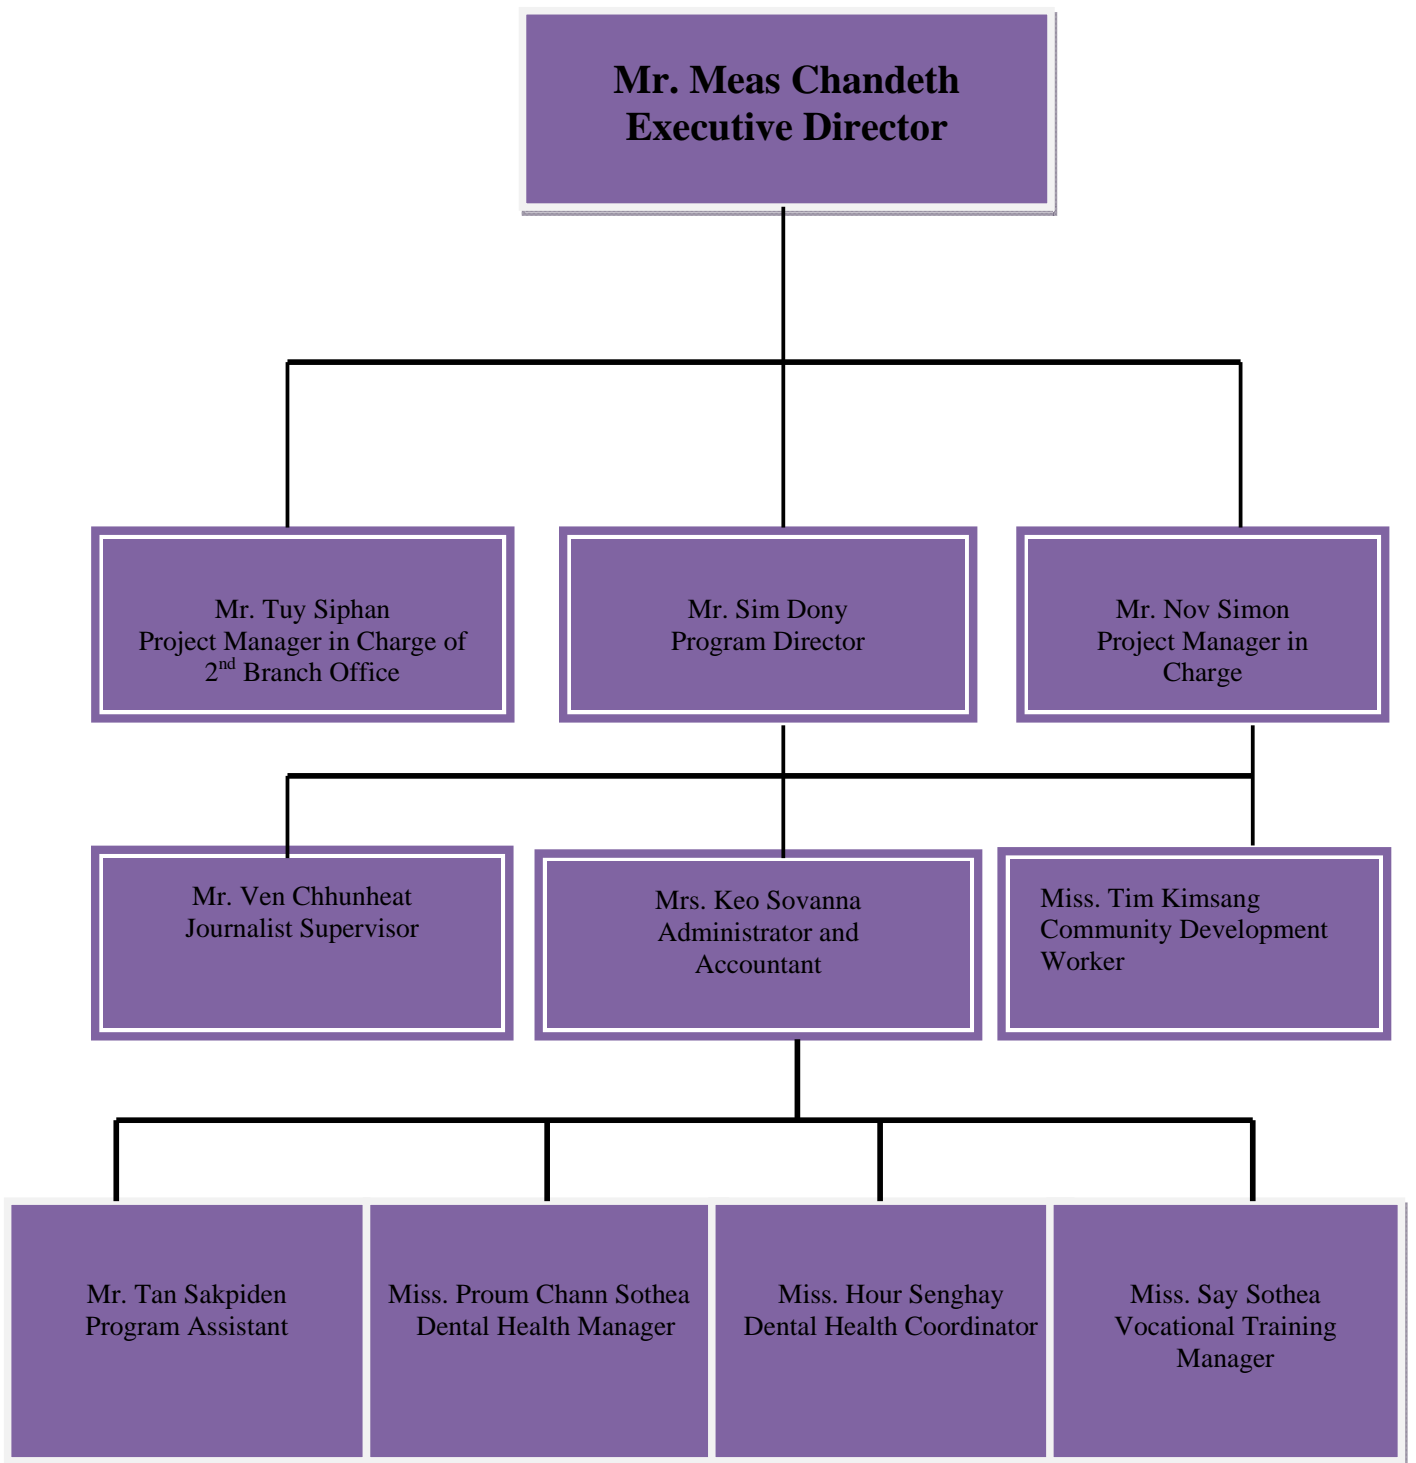 Mr. Meas Chandeth
Executive Director
Mr. Tuy Siphan
Project Manager in Charge of
2nd Branch Office
Mr. Sim Dony
Program Director
Mr. Nov Simon
Project Manager in
Charge
Mr. Ven Chhunheat
Journalist Supervisor
Mrs. Keo Sovanna
Administrator and
Accountant
Miss. Tim Kimsang
Community Development
Worker
Mr. Tan Sakpiden
Program Assistant
Miss. Proum Chann Sothea
Dental Health Manager
Miss. Hour Senghay
Dental Health Coordinator
Miss. Say Sothea
Vocational Training
Manager